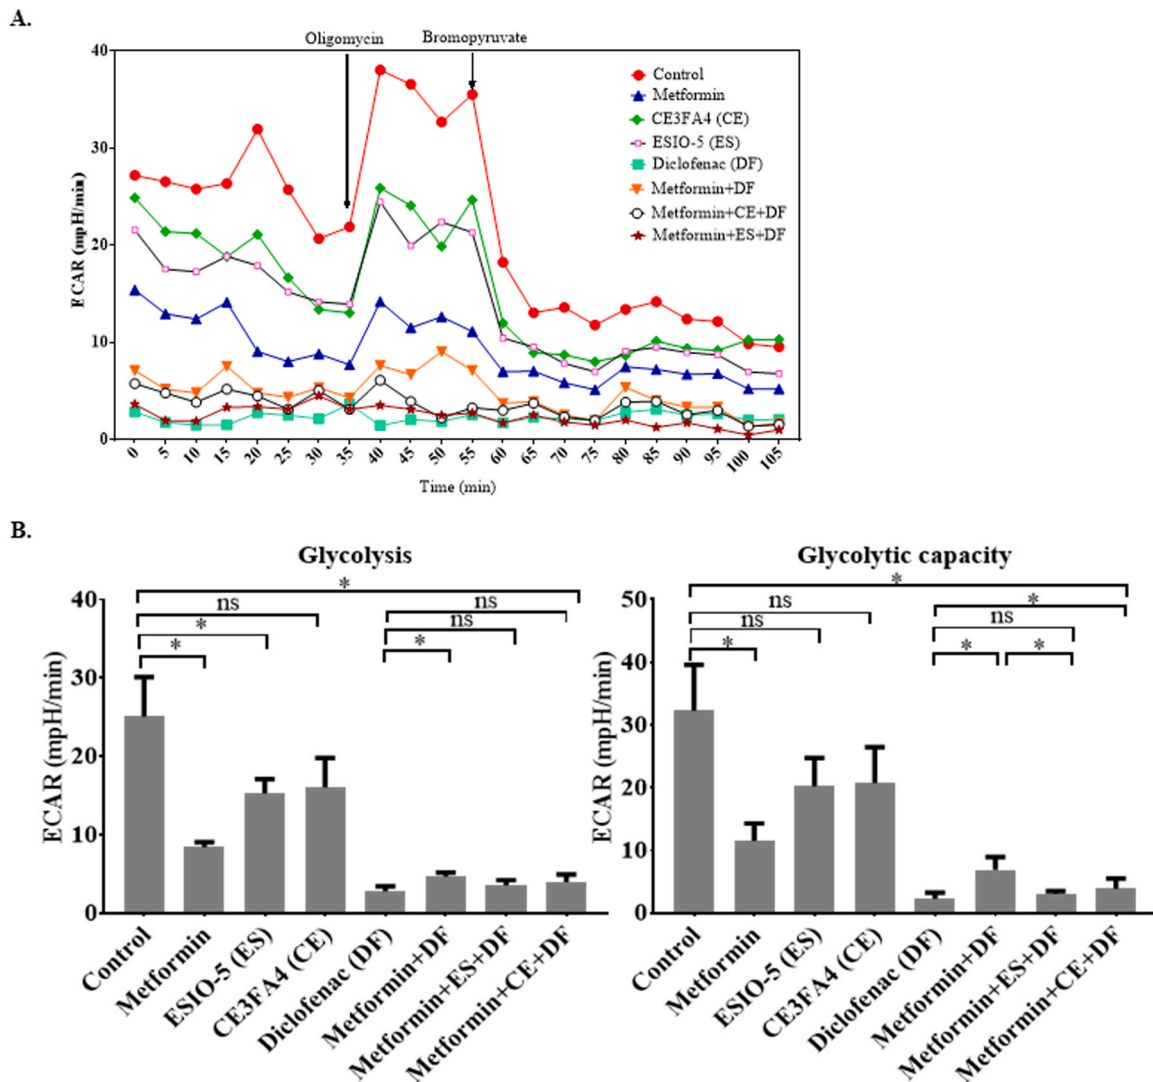 A.
Oligomycin
Bromopyruvate
40
30
20
10
0
ECAR (mpH/min)
Control
Metformin
CE3FA4 (CE)
ESIO-5 (ES)
Diclofenac (DF)
Metformin+DF
Metformin+CE+DF
Metformin+ES+DF
0 5 10 15 20 25 30 35 40 45 50 55 60 65 70 75 80 85 90 95 100 105
Time (min)
B.
Glycolysis
*
ns
*
*
ns
ns
*
40
30
20
10
0
ECAR (mpH/min)
Control
Metformin
ESIO-5 (ES)
CE3FA4 (CE)
Diclofenac (DF)
Metformin+DF
Metformin+ES+DF
Metformin+CE+DF
Glycolytic capacity
*
ns
ns
*
*
ns
*
*
50
40
30
20
10
0
ECAR (mpH/min)
Control
Metformin
ESIO-5 (ES)
CE3FA4 (CE)
Diclofenac (DF)
Metformin+DF
Metformin+ES+DF
Metformin+CE+DF